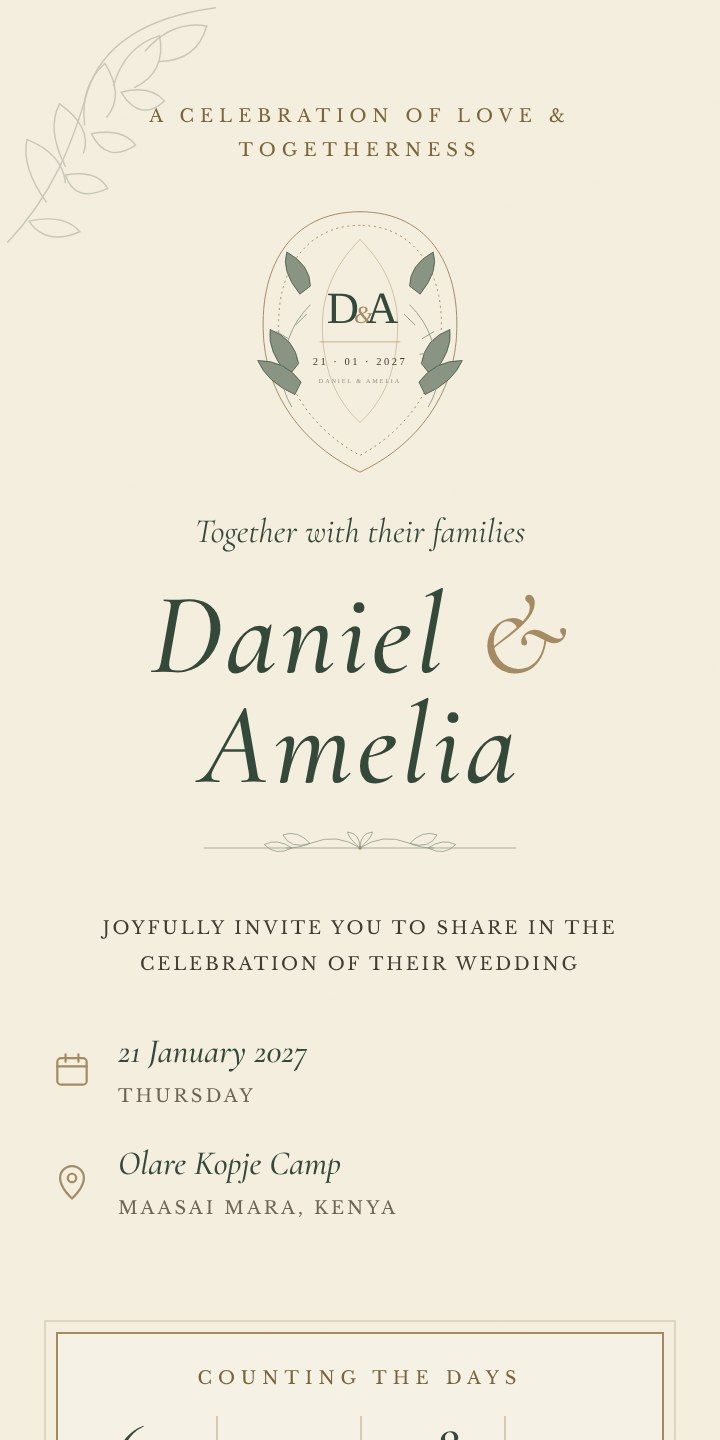 A CELEBRATION OF LOVE &
TOGETHERNESS
D&A
21 · 01 · 2027
DANIEL & AMELIA
Together with their families
Daniel &
Amelia
JOYFULLY INVITE YOU TO SHARE IN THE
CELEBRATION OF THEIR WEDDING
21 January 2027
THURSDAY
Olare Kopje Camp
MAASAI MARA, KENYA
COUNTING THE DAYS